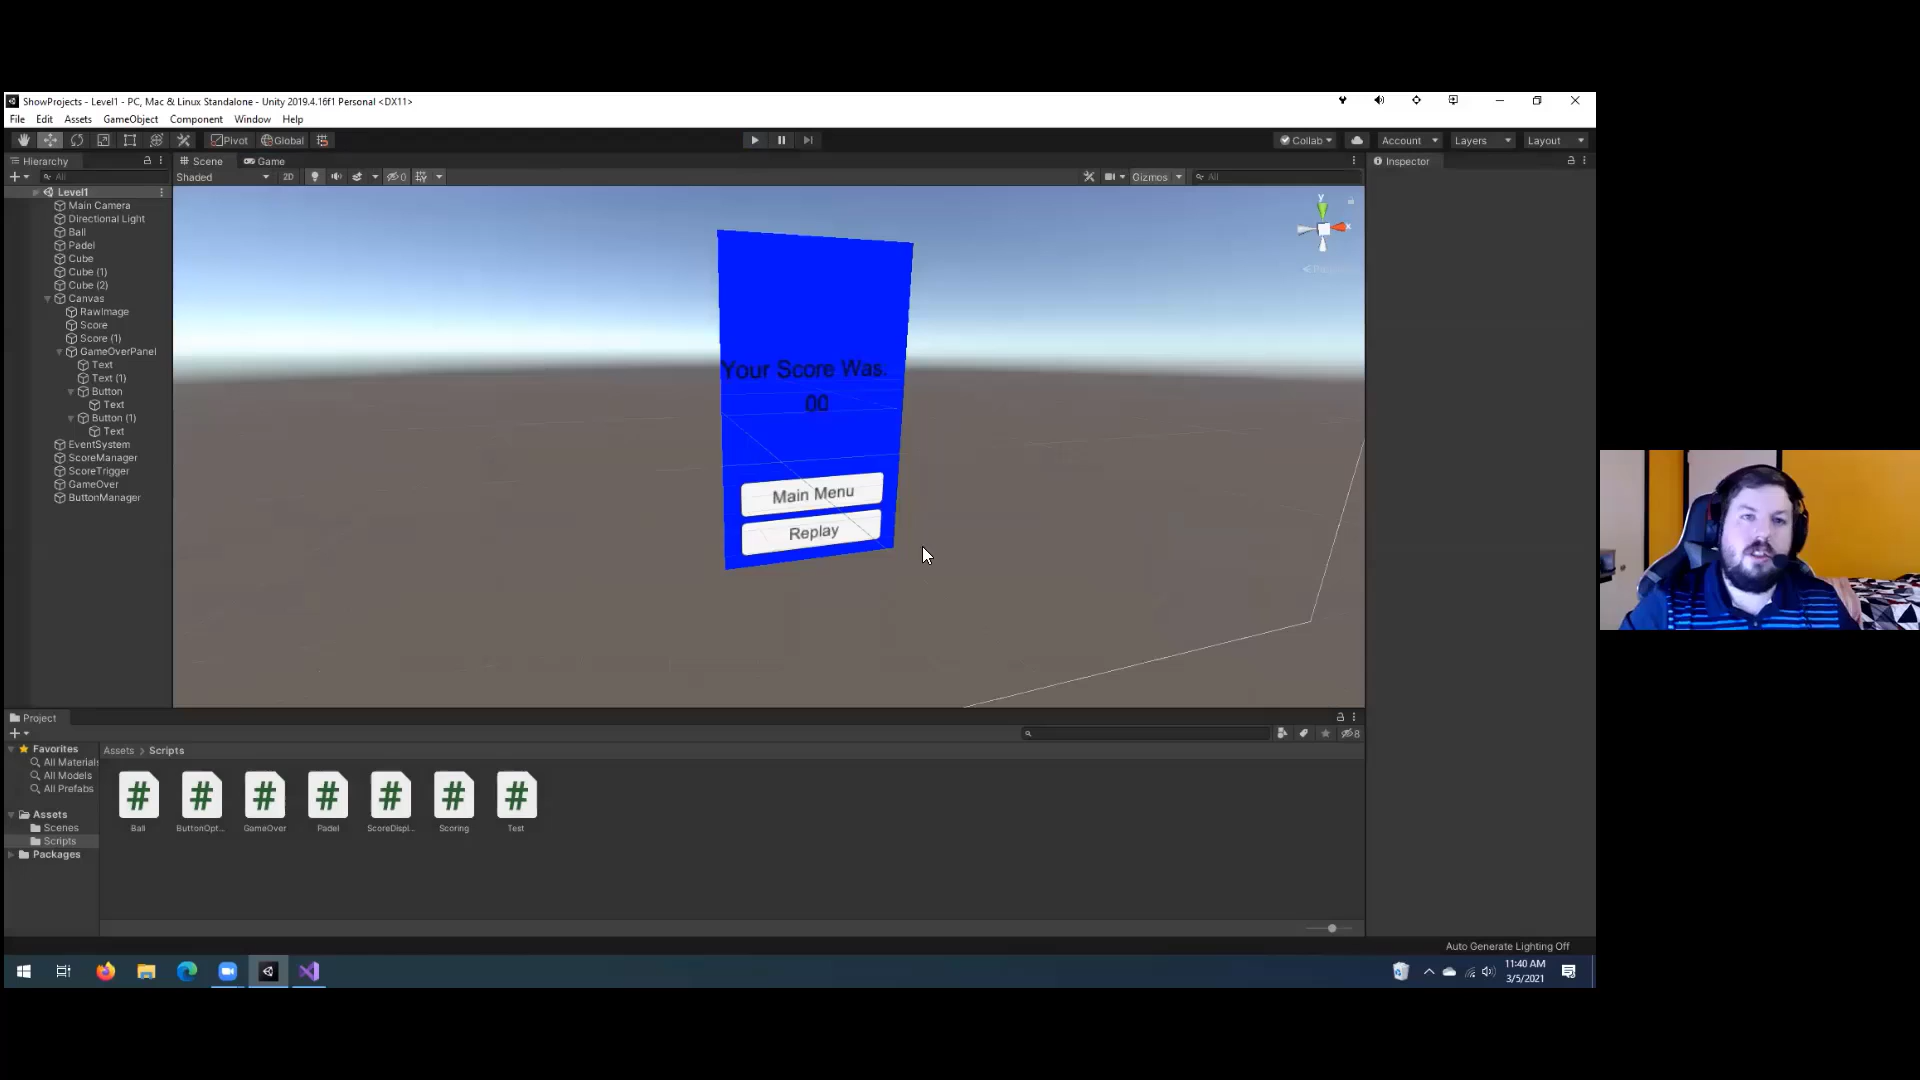 ShowProjects - Level1 - PC, Mac & Linux Standalone - Unity 2019.4.16f1 Personal <DX11>
File Edit Assets GameObject Component Window Help
Pivot Global Collab Account Layers Layout
Hierarchy Scene Game Inspector
All Shaded 2D 0 Gizmos All
Level1
Main Camera
Directional Light
Ball
Padel
Cube
Cube (1)
Cube (2)
Canvas
RawImage
Score
Score (1)
GameOverPanel
Text
Text (1)
Button
Text
Button (1)
Text
EventSystem
ScoreManager
ScoreTrigger
GameOver
ButtonManager
y
x
Your Score Was.
00
Main Menu
Replay
Project
8
Favorites
All Materials
All Models
All Prefabs
Assets
Scenes
Scripts
Packages
Assets > Scripts
# # # # # # #
Ball ButtonOpt... GameOver Padel ScoreDispl... Scoring Test
Auto Generate Lighting Off
11:40 AM
3/5/2021